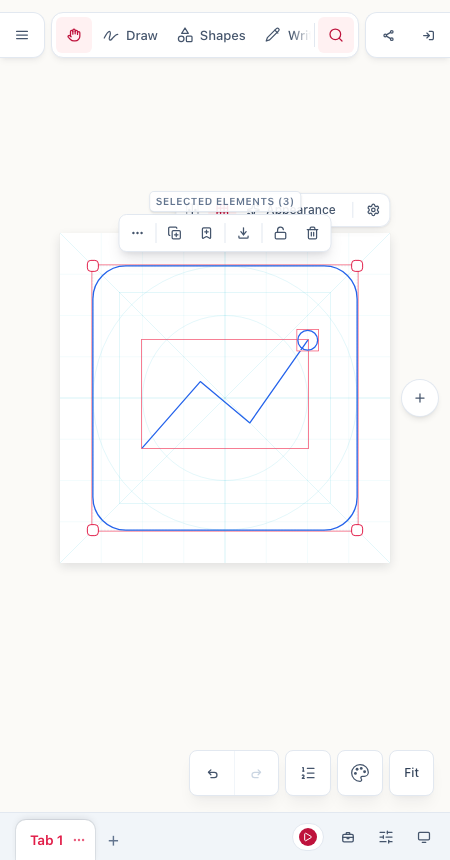 Draw
Shapes
Wri
SELECTED ELEMENTS (3)
Appearance
Fit
Tab 1